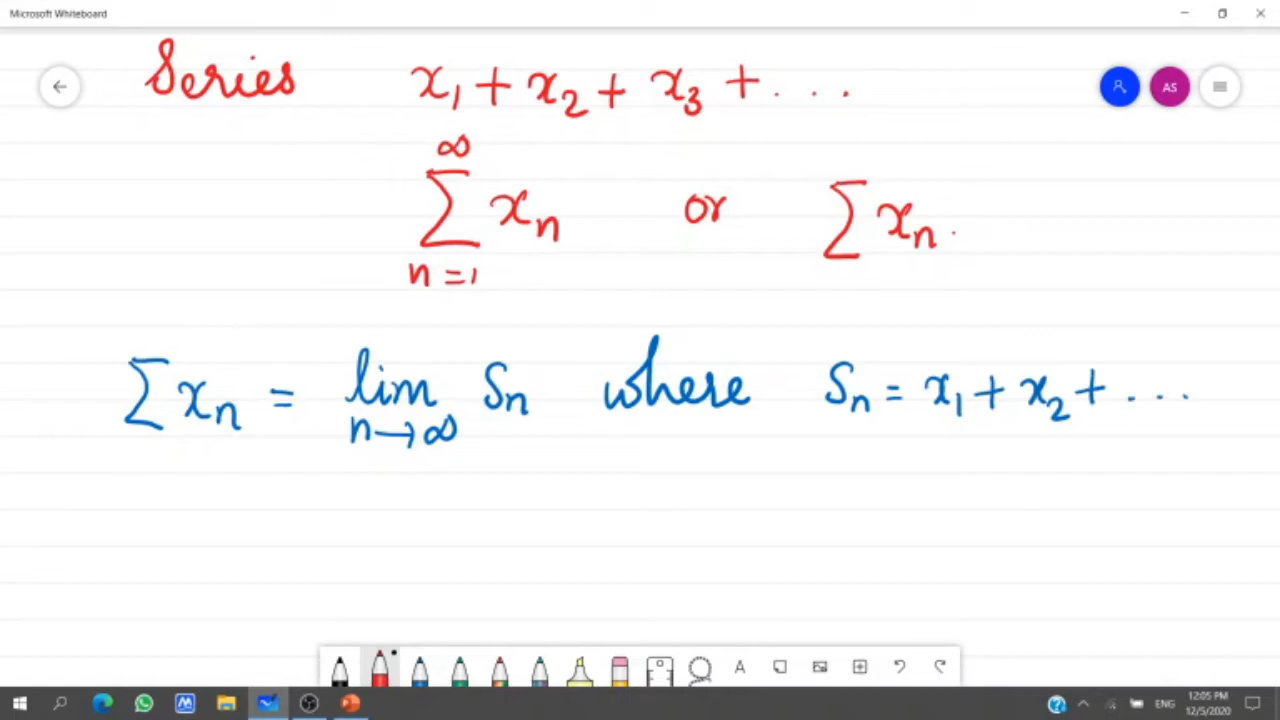 Microsoft Whiteboard
Series x₁ + x₂ + x₃ + . . . .
AS
∞
∑ xₙ or ∑ xₙ .
n = 1
∑ xₙ = lim Sₙ where Sₙ = x₁ + x₂ + . . .
n → ∞
A
12:05 PM
ENG
12/5/2020